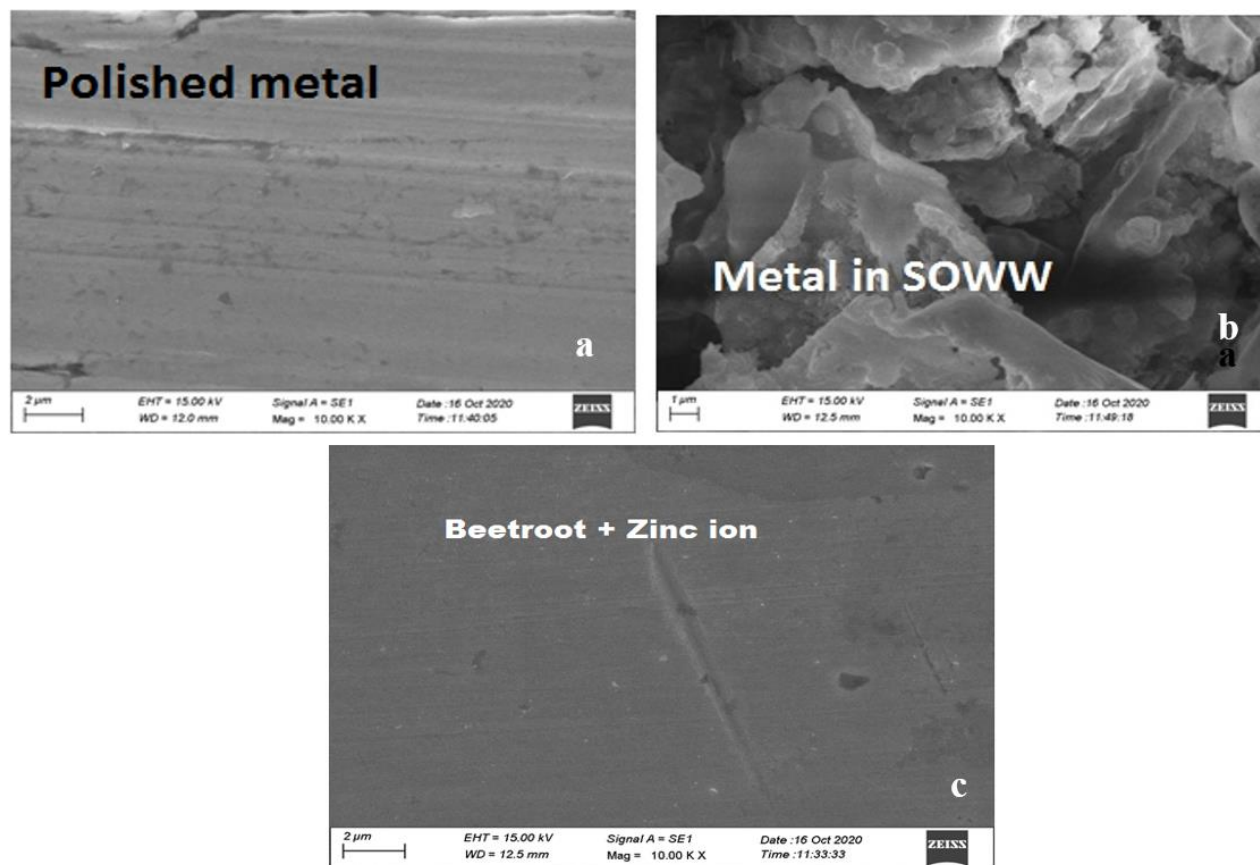 Polished metal
a
2 µm
EHT = 15.00 kV
Signal A = SE1
Date :16 Oct 2020
WD = 12.0 mm
Mag = 10.00 K X
Time :11:40:05
ZEISS
Metal in SOWW
b
a
1 µm
EHT = 15.00 kV
Signal A = SE1
Date :16 Oct 2020
WD = 12.5 mm
Mag = 10.00 K X
Time :11:49:18
ZEISS
Beetroot + Zinc ion
c
2 µm
EHT = 15.00 kV
Signal A = SE1
Date :16 Oct 2020
WD = 12.5 mm
Mag = 10.00 K X
Time :11:33:33
ZEISS